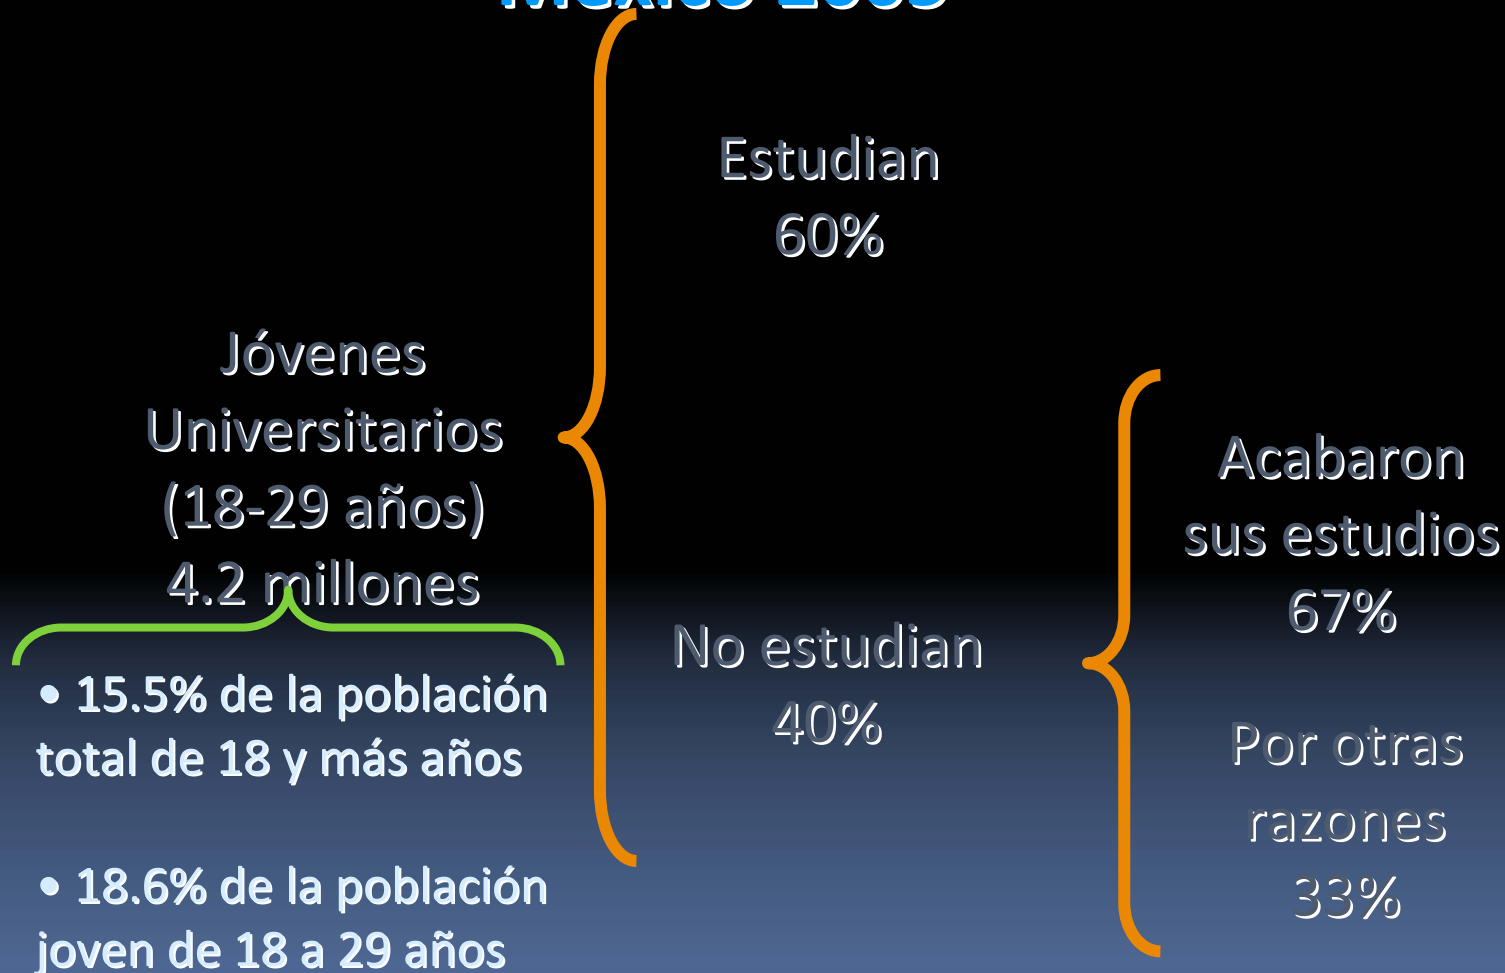 Jóvenes
Universitarios
(18-29 años)
4.2 millones
• 15.5% de la población
total de 18 y más años
• 18.6% de la población
joven de 18 a 29 años
Estudian
60%
No estudian
40%
Acabaron
sus estudios
67%
Por otras
razones
33%